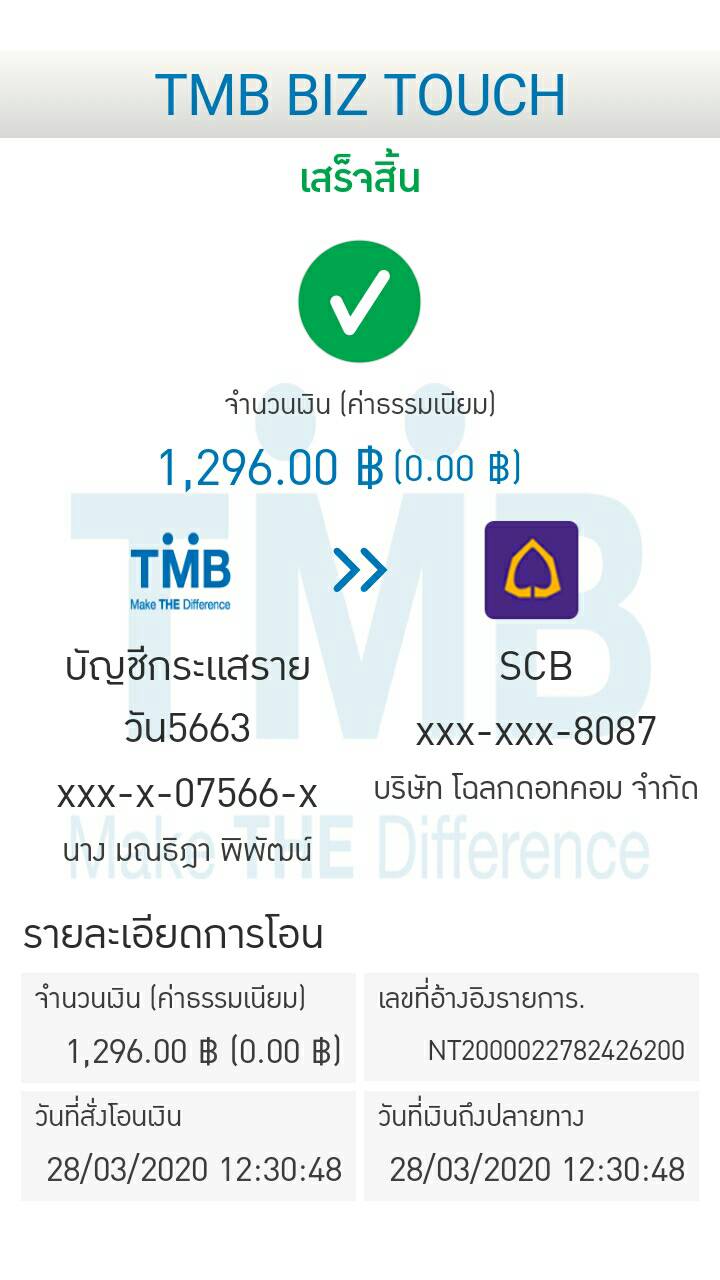 TMB BIZ TOUCH
เสร็จสิ้น
จำนวนเงิน (ค่าธรรมเนียม)
1,296.00 ฿ (0.00 ฿)
TMB
Make THE Difference
TMB
Make THE Difference
บัญชีกระแสราย
วัน5663
xxx-x-07566-x
นาง มณธิฎา พิพัฒน์
SCB
xxx-xxx-8087
บริษัท โฉลกดอทคอม จำกัด
รายละเอียดการโอน
จำนวนเงิน (ค่าธรรมเนียม)
1,296.00 ฿ (0.00 ฿)
เลขที่อ้างอิงรายการ.
NT2000022782426200
วันที่สั่งโอนเงิน
28/03/2020 12:30:48
วันที่เงินถึงปลายทาง
28/03/2020 12:30:48